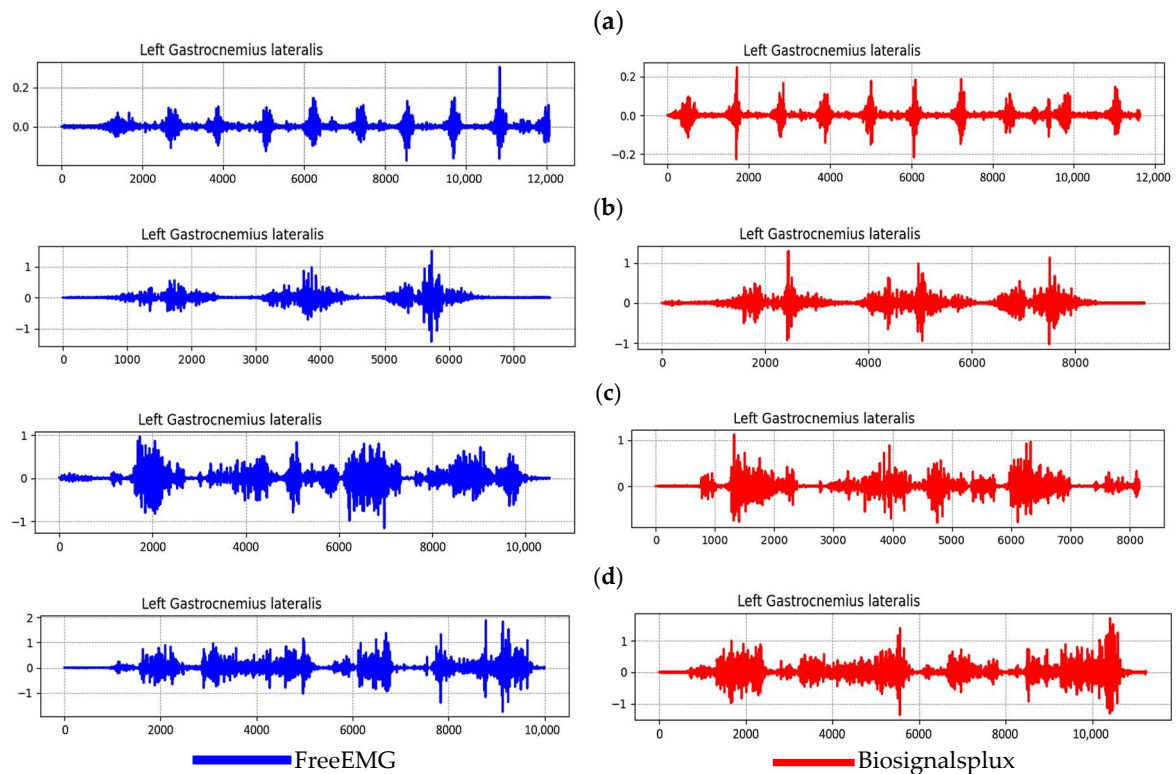 (a)
Left Gastrocnemius lateralis
0.2
0.0
0 2000 4000 6000 8000 10,000 12,000
Left Gastrocnemius lateralis
0.2
0.0
−0.2
0 2000 4000 6000 8000 10,000 12,000
(b)
Left Gastrocnemius lateralis
1
0
−1
0 1000 2000 3000 4000 5000 6000 7000
Left Gastrocnemius lateralis
1
0
−1
0 2000 4000 6000 8000
(c)
Left Gastrocnemius lateralis
1
0
−1
0 2000 4000 6000 8000 10,000
Left Gastrocnemius lateralis
1
0
0 1000 2000 3000 4000 5000 6000 7000 8000
(d)
Left Gastrocnemius lateralis
2
1
0
−1
0 2000 4000 6000 8000 10,000
Left Gastrocnemius lateralis
1
0
−1
0 2000 4000 6000 8000 10,000
FreeEMG
Biosignalsplux